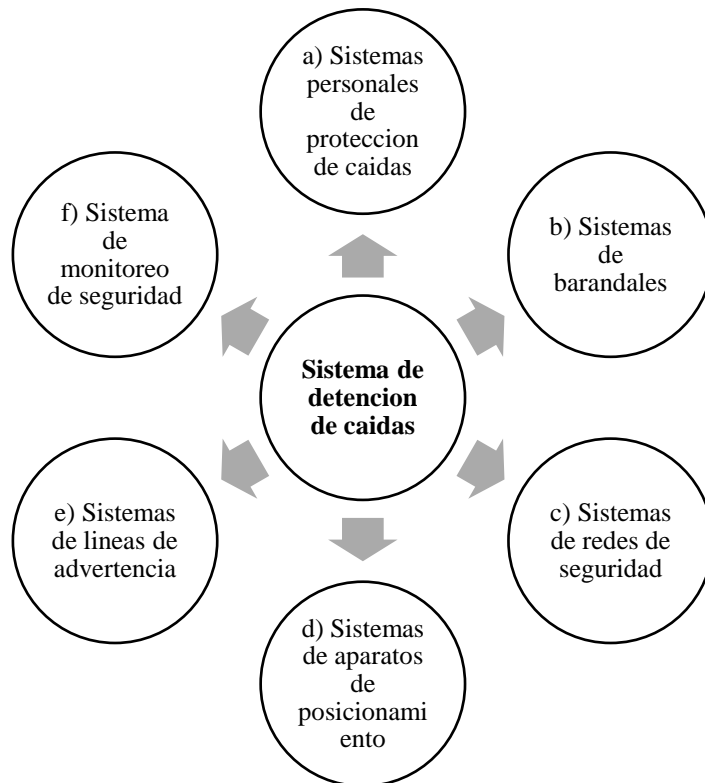 a) Sistemas
personales
de
proteccion
de caidas
b) Sistemas
de
barandales
c) Sistemas
de redes de
seguridad
d) Sistemas
de aparatos
de
posicionami
ento
e) Sistemas
de lineas de
advertencia
f) Sistema
de
monitoreo
de seguridad
Sistema de
detencion
de caidas